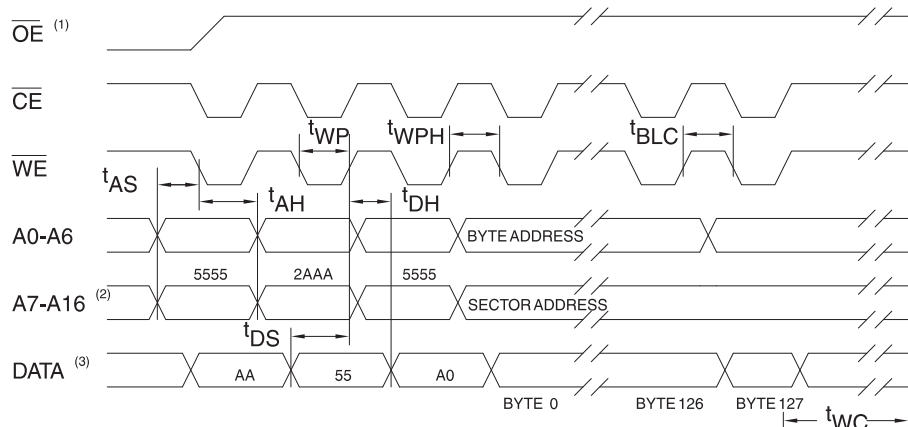 OE (1)
CE
tWP tWPH tBLC
WE
tAS
tAH tDH
A0-A6 BYTE ADDRESS
5555 2AAA 5555
A7-A16 (2) SECTOR ADDRESS
tDS
DATA (3) AA 55 A0
BYTE 0 BYTE 126 BYTE 127 tWC